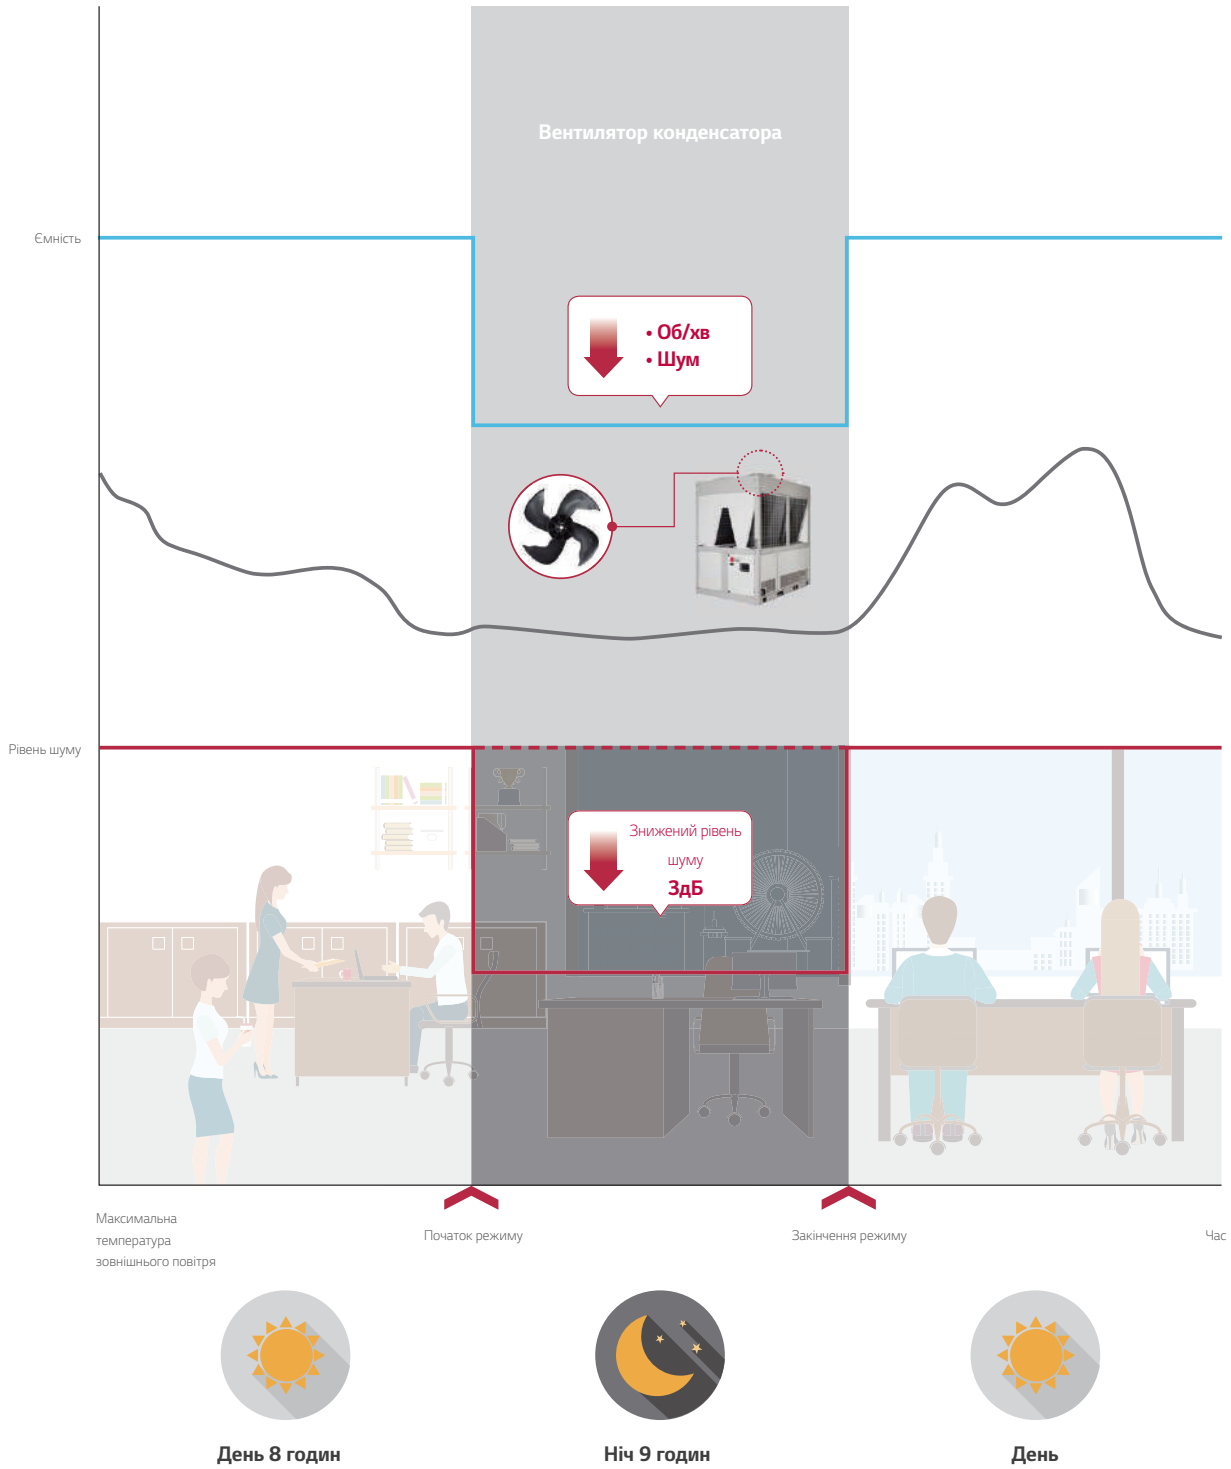 Вентилятор конденсатора
Ємність
• Об/хв
• Шум
Рівень шуму
Знижений рівень
шуму
3дБ
Максимальна
температура
зовнішнього повітря
Початок режиму
Закінчення режиму
Час
День 8 годин
Ніч 9 годин
День